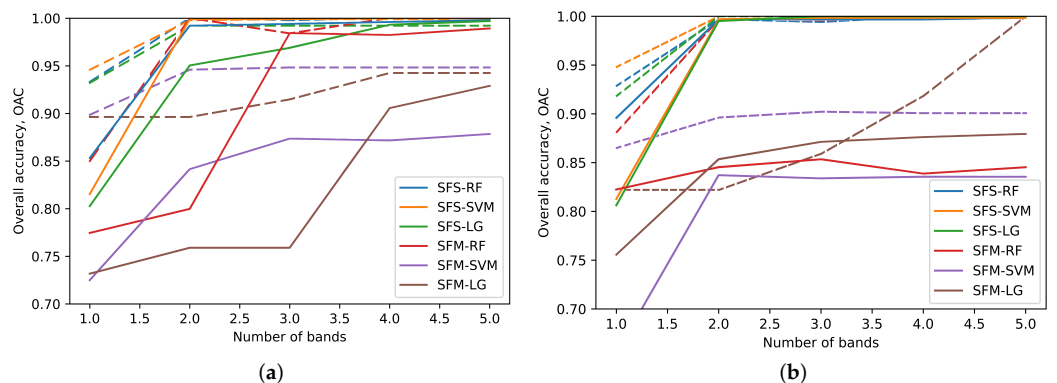 Overall accuracy, OAC
1.00
0.95
0.90
0.85
0.80
0.75
0.70
SFS-RF
SFS-SVM
SFS-LG
SFM-RF
SFM-SVM
SFM-LG
1.0 1.5 2.0 2.5 3.0 3.5 4.0 4.5 5.0
Number of bands
(a)
Overall accuracy, OAC
1.00
0.95
0.90
0.85
0.80
0.75
0.70
SFS-RF
SFS-SVM
SFS-LG
SFM-RF
SFM-SVM
SFM-LG
1.0 1.5 2.0 2.5 3.0 3.5 4.0 4.5 5.0
Number of bands
(b)